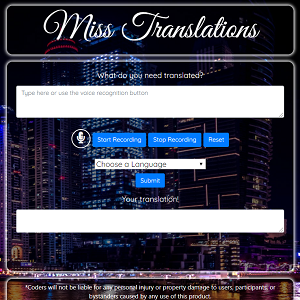 Miss Translations
What do you need translated?
Type here or use the voice recognition button
Start Recording Stop Recording Reset
Choose a Language
Submit
Your translation!
*Coders will not be liable for any personal injury or property damage to users, participants, or
bystanders caused by any use of this product.